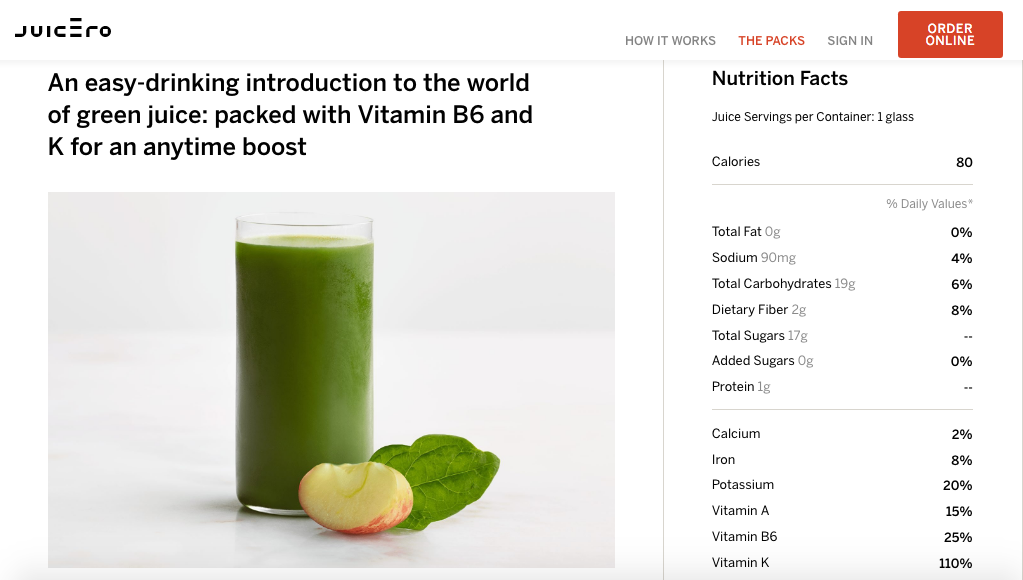 JUICERO
HOW IT WORKS
THE PACKS
SIGN IN
ORDER
ONLINE
An easy-drinking introduction to the world
of green juice: packed with Vitamin B6 and
K for an anytime boost
Nutrition Facts
Juice Servings per Container: 1 glass
Calories 80
% Daily Values*
Total Fat 0g 0%
Sodium 90mg 4%
Total Carbohydrates 19g 6%
Dietary Fiber 2g 8%
Total Sugars 17g --
Added Sugars 0g 0%
Protein 1g --
Calcium 2%
Iron 8%
Potassium 20%
Vitamin A 15%
Vitamin B6 25%
Vitamin K 110%